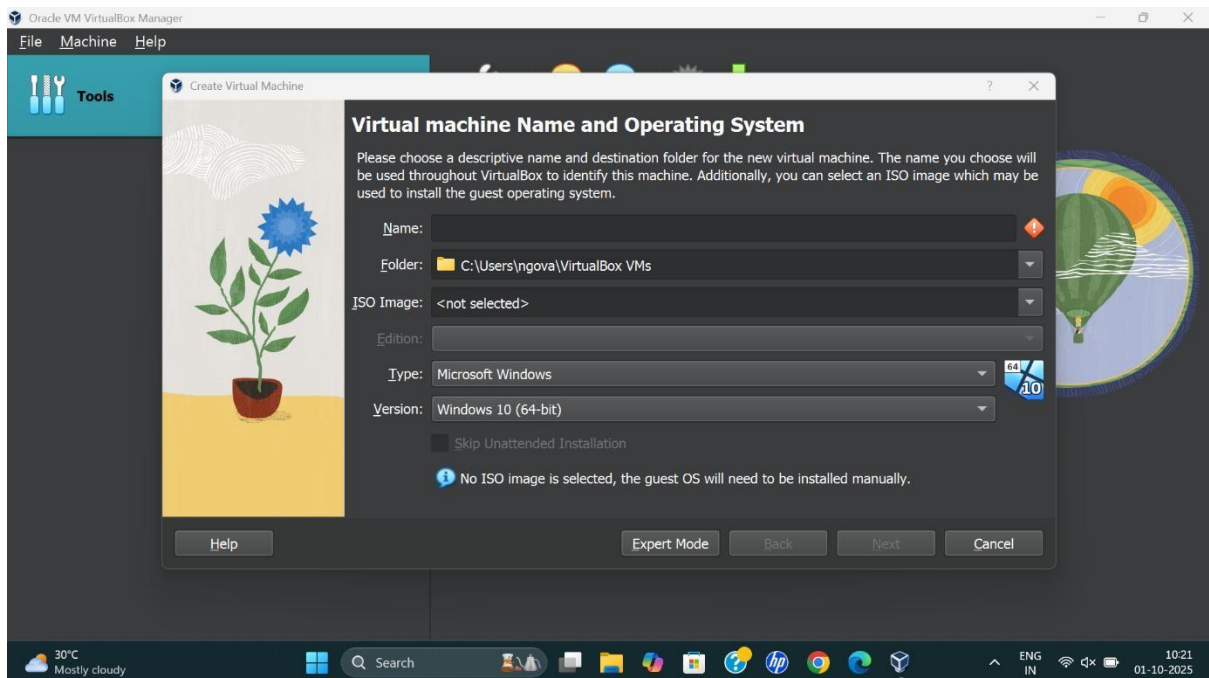 Oracle VM VirtualBox Manager
File Machine Help
Tools
Create Virtual Machine
Virtual machine Name and Operating System
Please choose a descriptive name and destination folder for the new virtual machine. The name you choose will
be used throughout VirtualBox to identify this machine. Additionally, you can select an ISO image which may be
used to install the guest operating system.
Name:
Folder: C:\Users\ngova\VirtualBox VMs
ISO Image: <not selected>
Edition:
Type: Microsoft Windows
64
10
Version: Windows 10 (64-bit)
Skip Unattended Installation
No ISO image is selected, the guest OS will need to be installed manually.
Help Expert Mode Back Next Cancel
30°C
Mostly cloudy
Search
hp
ENG
IN
10:21
01-10-2025